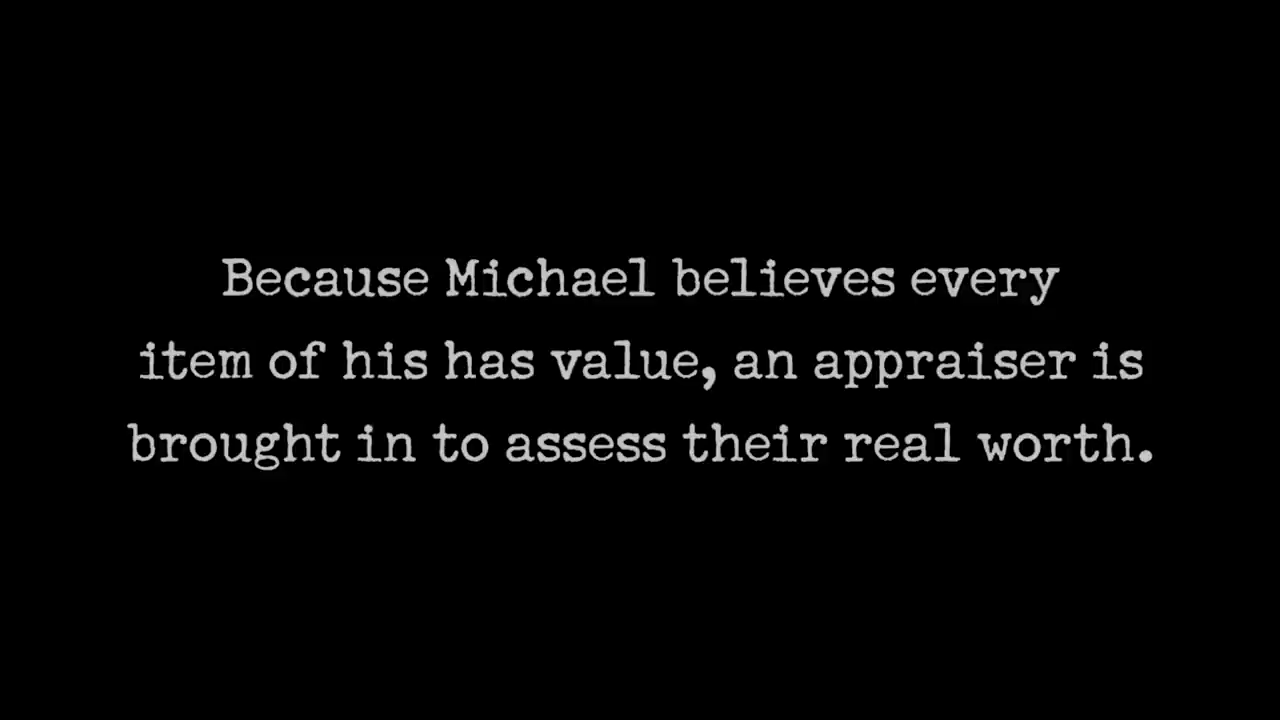 Because Michael believes every
item of his has value, an appraiser is
brought in to assess their real worth.